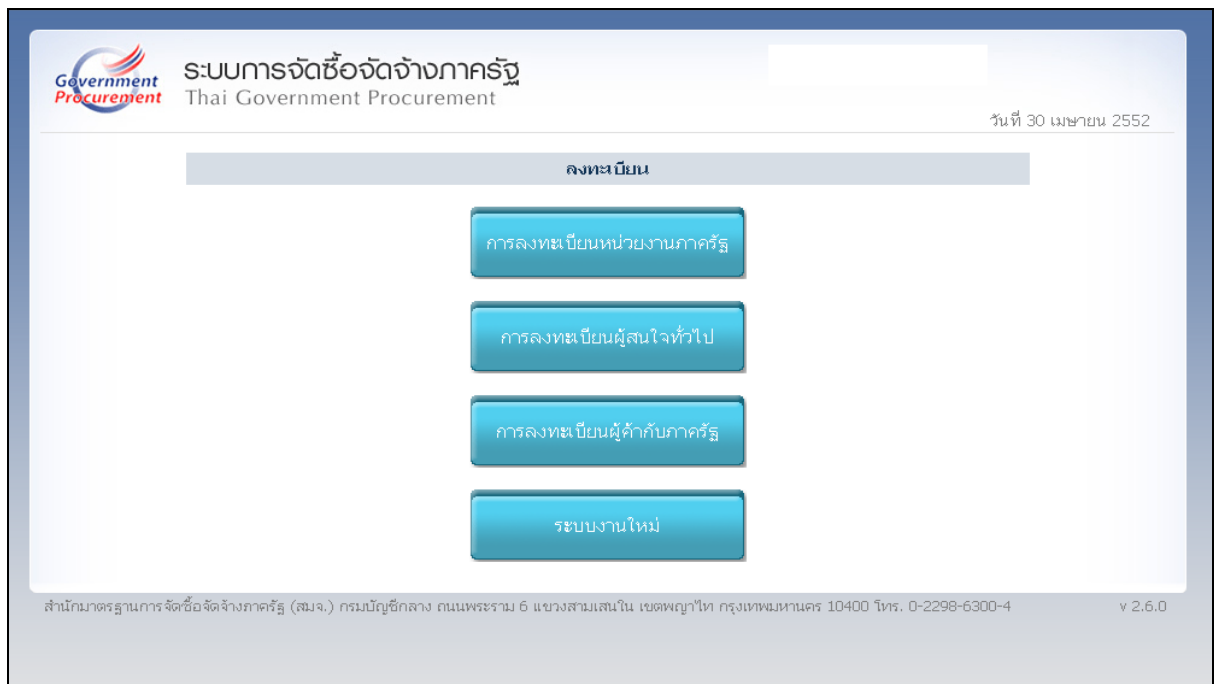 Government
Procurement
ระบบการจัดซื้อจัดจ้างภาครัฐ
Thai Government Procurement
วันที่ 30 เมษายน 2552
ลงทะเบียน
การลงทะเบียนหน่วยงานภาครัฐ
การลงทะเบียนผู้สนใจทั่วไป
การลงทะเบียนผู้ค้ากับภาครัฐ
ระบบงานใหม่
สำนักมาตรฐานการจัดซื้อจัดจ้างภาครัฐ (สมจ.) กรมบัญชีกลาง ถนนพระราม 6 แขวงสามเสนใน เขตพญาไท กรุงเทพมหานคร 10400 โทร. 0-2298-6300-4 v 2.6.0